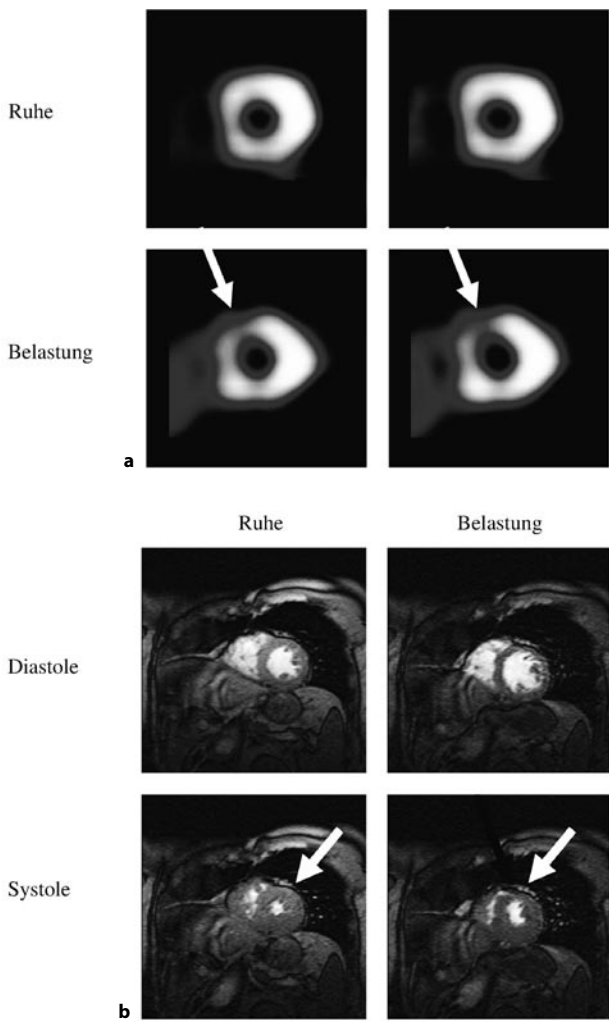 Ruhe
Belastung
a
Ruhe Belastung
Diastole
Systole
b